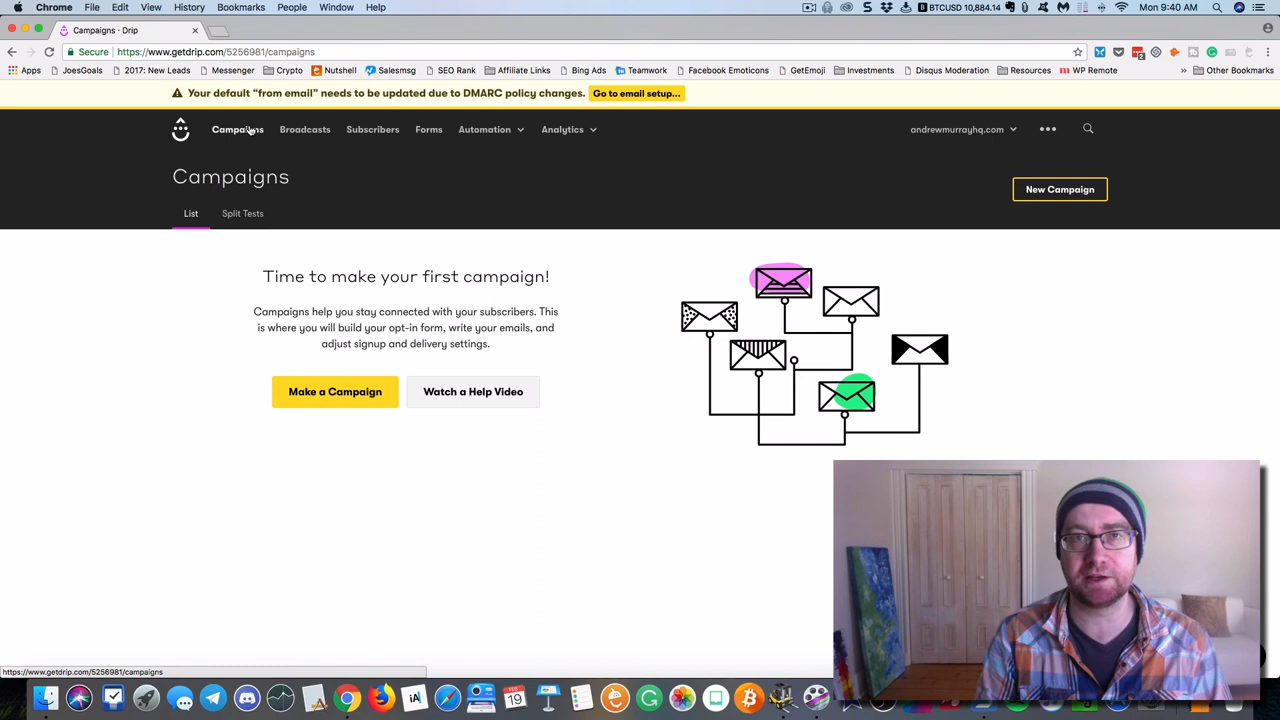 Chrome File Edit View History Bookmarks People Window Help
BTCUSD 10,884.14
2
Mon 9:40 AM
Campaigns · Drip
Secure https://www.getdrip.com/5256981/campaigns
Apps JoesGoals 2017: New Leads Messenger Crypto Nutshell Salesmsg SEO Rank Affiliate Links Bing Ads Teamwork Facebook Emoticons GetEmoji Investments Disqus Moderation Resources WP Remote » Other Bookmarks
Your default “from email” needs to be updated due to DMARC policy changes. Go to email setup...
Campaigns Broadcasts Subscribers Forms Automation Analytics andrewmurrayhq.com
Campaigns
New Campaign
List Split Tests
Time to make your first campaign!
Campaigns help you stay connected with your subscribers. This
is where you will build your opt-in form, write your emails, and
adjust signup and delivery settings.
Make a Campaign Watch a Help Video
https://www.getdrip.com/5256981/campaigns
iA
FEB
19